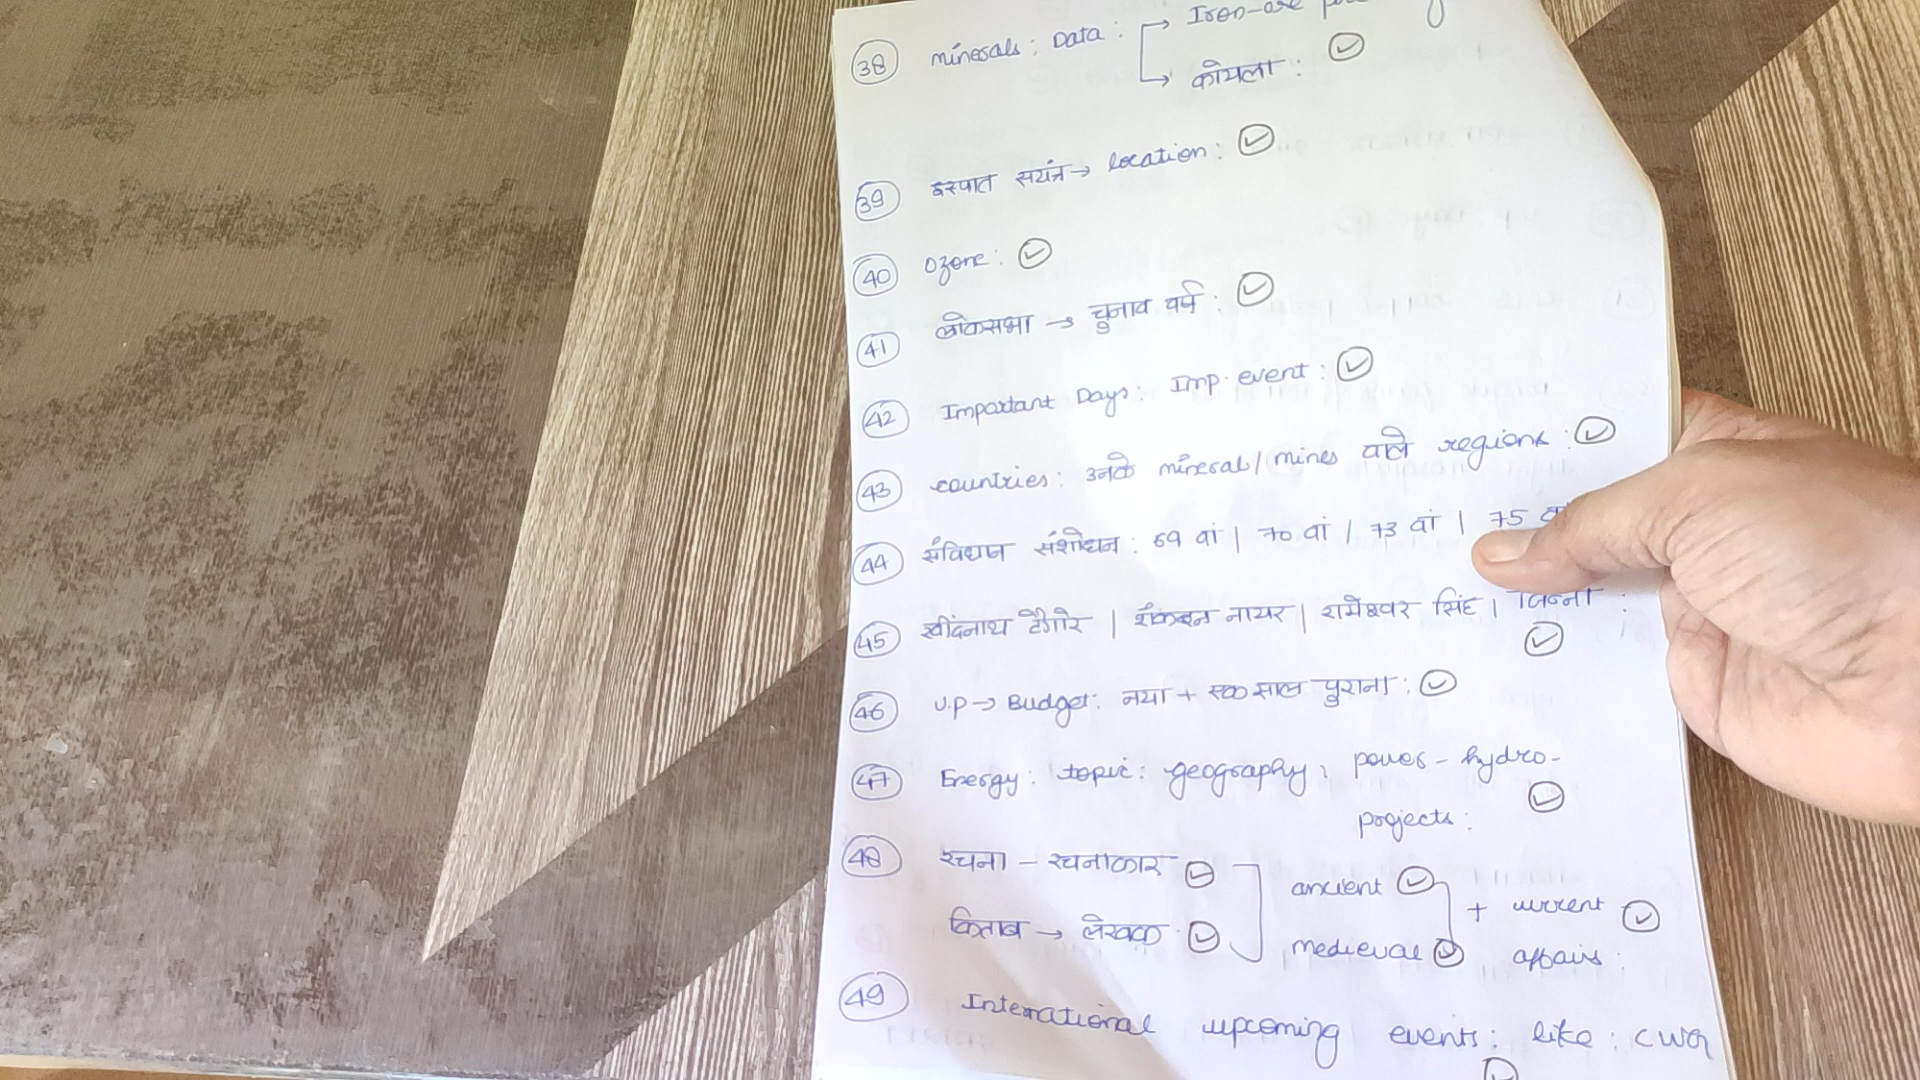 38 minerals : Data : → Iron-ore
→ कोयला :
39 इस्पात सयंत्र → location :
40 Ozone :
41 लोकसभा → चुनाव वर्ष :
42 Important Days : Imp. event :
43 countries : उनके mineral / mines वाले regions :
44 संविधान संशोधन : 69 वां | 70 वां | 73 वां | 75
45 रवींद्रनाथ टैगोर | शंकरन नायर | रामेश्वर सिंह | जिन्ना :
46 U.P → Budget : नया + एक साल पुराना :
47 Energy : topic : geography : power - hydro -
projects :
48 रचना - रचनाकार ancient + current
किताब → लेखक medieval affairs :
49 International upcoming events : like : CWG